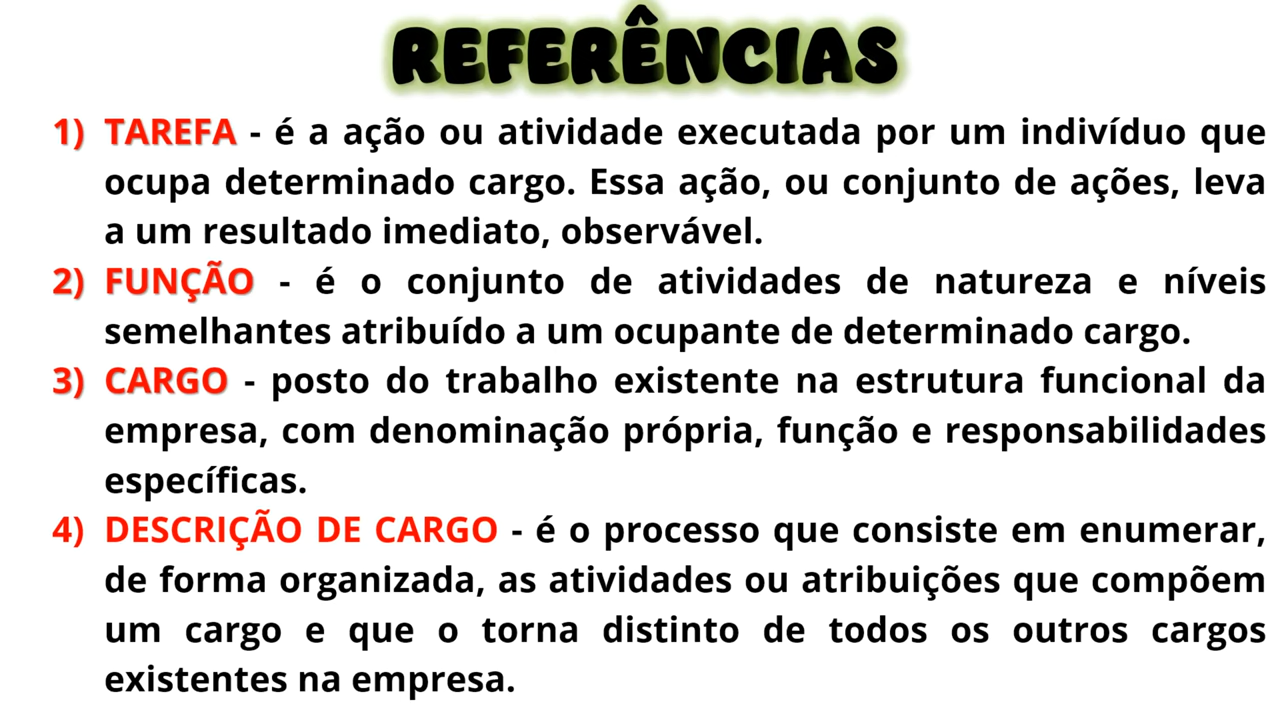 REFERÊNCIAS
1) TAREFA - é a ação ou atividade executada por um indivíduo que
ocupa determinado cargo. Essa ação, ou conjunto de ações, leva
a um resultado imediato, observável.
2) FUNÇÃO - é o conjunto de atividades de natureza e níveis
semelhantes atribuído a um ocupante de determinado cargo.
3) CARGO - posto do trabalho existente na estrutura funcional da
empresa, com denominação própria, função e responsabilidades
específicas.
4) DESCRIÇÃO DE CARGO - é o processo que consiste em enumerar,
de forma organizada, as atividades ou atribuições que compõem
um cargo e que o torna distinto de todos os outros cargos
existentes na empresa.